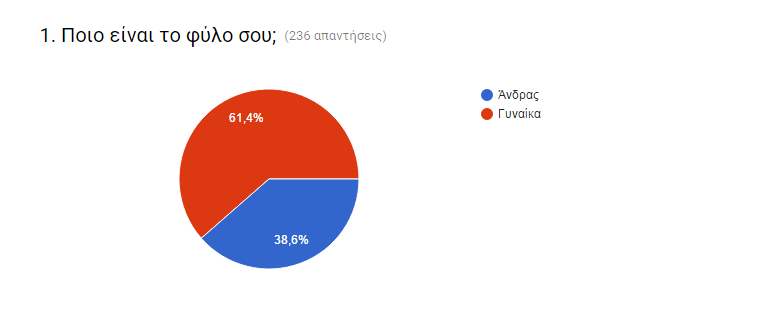 1. Ποιο είναι το φύλο σου; (236 απαντήσεις)
Άνδρας
Γυναίκα
61,4%
38,6%